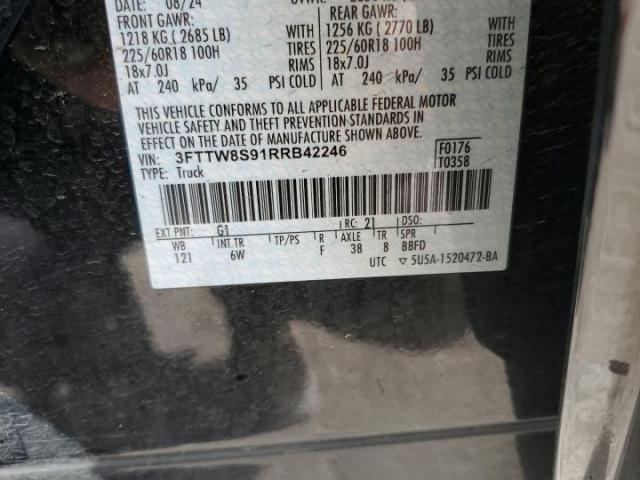 DATE: 08/24
FRONT GAWR:
1218 KG ( 2685 LB) WITH
225/60R18 100H TIRES
18x7.0J RIMS
AT 240 kPa/ 35 PSI COLD
REAR GAWR:
1256 KG ( 2770 LB) WITH
225/60R18 100H TIRES
18x7.0J RIMS
AT 240 kPa/ 35 PSI COLD
THIS VEHICLE CONFORMS TO ALL APPLICABLE FEDERAL MOTOR
VEHICLE SAFETY AND THEFT PREVENTION STANDARDS IN
EFFECT ON THE DATE OF MANUFACTURE SHOWN ABOVE.
VIN: 3FTTW8S91RRB42246 F0176
TYPE: Truck T0358
EXT PNT: G1 RC: 21 DSO:
WB INT TR TP/PS R AXLE TR SPR
121 6W F 38 8 BBFD
UTC ▽ 5U5A-1520472-BA